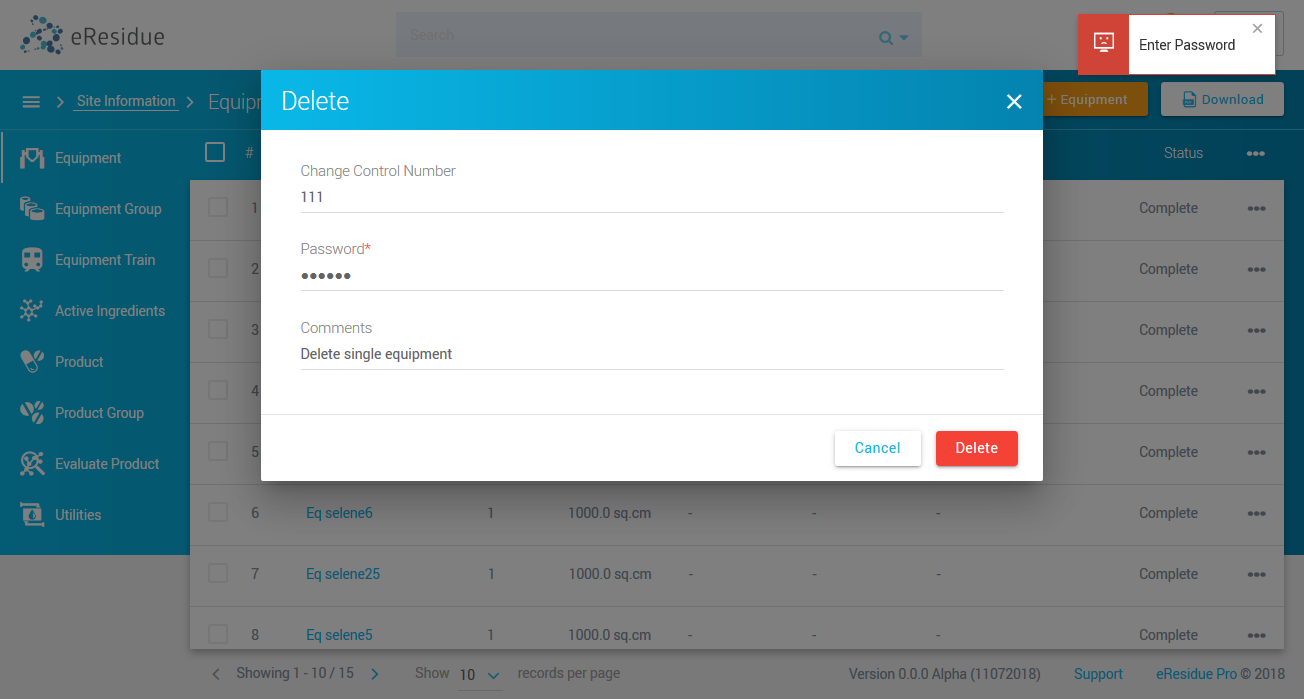 eResidue
Search
Enter Password
Site Information
Equip
+ Equipment
Download
Delete
Equipment
Equipment Group
Equipment Train
Active Ingredients
Product
Product Group
Evaluate Product
Utilities
#
Status
Change Control Number
111
Password*
Comments
Delete single equipment
Cancel
Delete
1 Complete
2 Complete
3 Complete
4 Complete
5 Complete
6 Eq selene6 1 1000.0 sq.cm - - - Complete
7 Eq selene25 1 1000.0 sq.cm - - - Complete
8 Eq selene5 1 1000.0 sq.cm - - - Complete
Showing 1 - 10 / 15 Show 10 records per page Version 0.0.0 Alpha (11072018) Support eResidue Pro © 2018